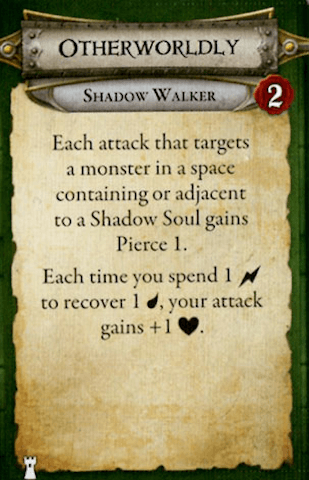 OTHERWORLDLY
SHADOW WALKER
2
Each attack that targets
a monster in a space
containing or adjacent
to a Shadow Soul gains
Pierce 1.
Each time you spend 1
to recover 1 , your attack
gains +1 .